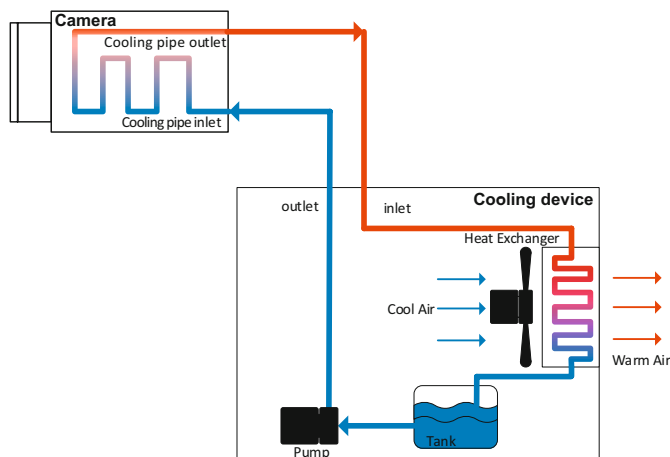 Camera
Cooling pipe outlet
Cooling pipe inlet
outlet
inlet
Cooling device
Heat Exchanger
Cool Air
Warm Air
Tank
Pump